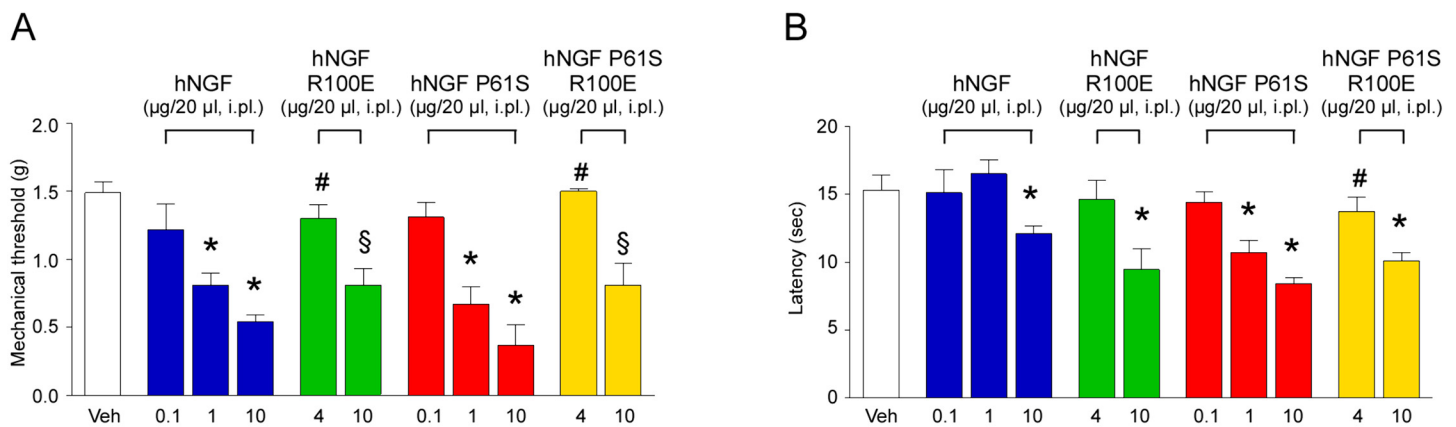 A
hNGF
(µg/20 µl, i.pl.)
hNGF
R100E
(µg/20 µl, i.pl.)
hNGF P61S
(µg/20 µl, i.pl.)
hNGF P61S
R100E
(µg/20 µl, i.pl.)
Mechanical threshold (g)
2.0
1.5
1.0
0.5
0.0
* * # § * * # §
Veh 0.1 1 10 4 10 0.1 1 10 4 10
B
hNGF
(µg/20 µl, i.pl.)
hNGF
R100E
(µg/20 µl, i.pl.)
hNGF P61S
(µg/20 µl, i.pl.)
hNGF P61S
R100E
(µg/20 µl, i.pl.)
Latency (sec)
20
15
10
5
0
* * * * # *
Veh 0.1 1 10 4 10 0.1 1 10 4 10